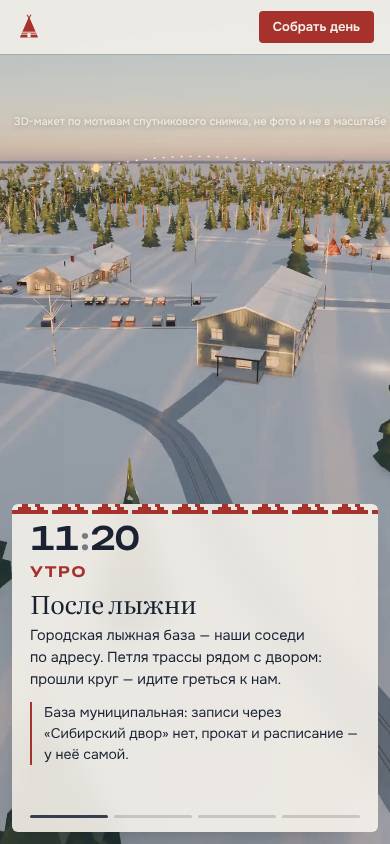 Собрать день
3D-макет по мотивам спутникового снимка, не фото и не в масштабе
11:20
УТРО
После лыжни
Городская лыжная база — наши соседи
по адресу. Петля трассы рядом с двором:
прошли круг — идите греться к нам.
База муниципальная: записи через
«Сибирский двор» нет, прокат и расписание —
у неё самой.